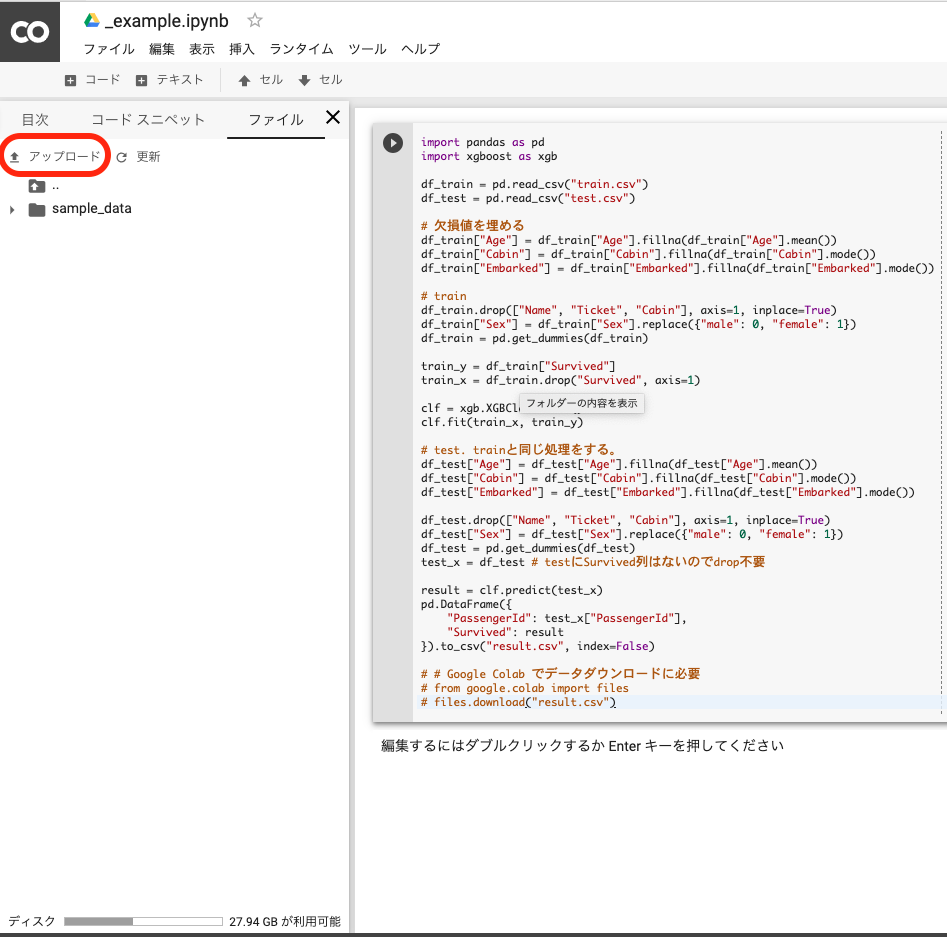 CO
_example.ipynb
ファイル 編集 表示 挿入 ランタイム ツール ヘルプ
コード テキスト セル セル
目次 コード スニペット ファイル
アップロード 更新
..
sample_data
import pandas as pd
import xgboost as xgb
df_train = pd.read_csv("train.csv")
df_test = pd.read_csv("test.csv")
# 欠損値を埋める
df_train["Age"] = df_train["Age"].fillna(df_train["Age"].mean())
df_train["Cabin"] = df_train["Cabin"].fillna(df_train["Cabin"].mode())
df_train["Embarked"] = df_train["Embarked"].fillna(df_train["Embarked"].mode())
# train
df_train.drop(["Name", "Ticket", "Cabin"], axis=1, inplace=True)
df_train["Sex"] = df_train["Sex"].replace({"male": 0, "female": 1})
df_train = pd.get_dummies(df_train)
train_y = df_train["Survived"]
train_x = df_train.drop("Survived", axis=1)
フォルダーの内容を表示
clf = xgb.XGBCl
clf.fit(train_x, train_y)
# test. trainと同じ処理をする。
df_test["Age"] = df_test["Age"].fillna(df_test["Age"].mean())
df_test["Cabin"] = df_test["Cabin"].fillna(df_test["Cabin"].mode())
df_test["Embarked"] = df_test["Embarked"].fillna(df_test["Embarked"].mode())
df_test.drop(["Name", "Ticket", "Cabin"], axis=1, inplace=True)
df_test["Sex"] = df_test["Sex"].replace({"male": 0, "female": 1})
df_test = pd.get_dummies(df_test)
test_x = df_test # testにSurvived列はないのでdrop不要
result = clf.predict(test_x)
pd.DataFrame({
"PassengerId": test_x["PassengerId"],
"Survived": result
}).to_csv("result.csv", index=False)
# # Google Colab でデータダウンロードに必要
# from google.colab import files
# files.download("result.csv")
編集するにはダブルクリックするか Enter キーを押してください
ディスク 27.94 GB が利用可能